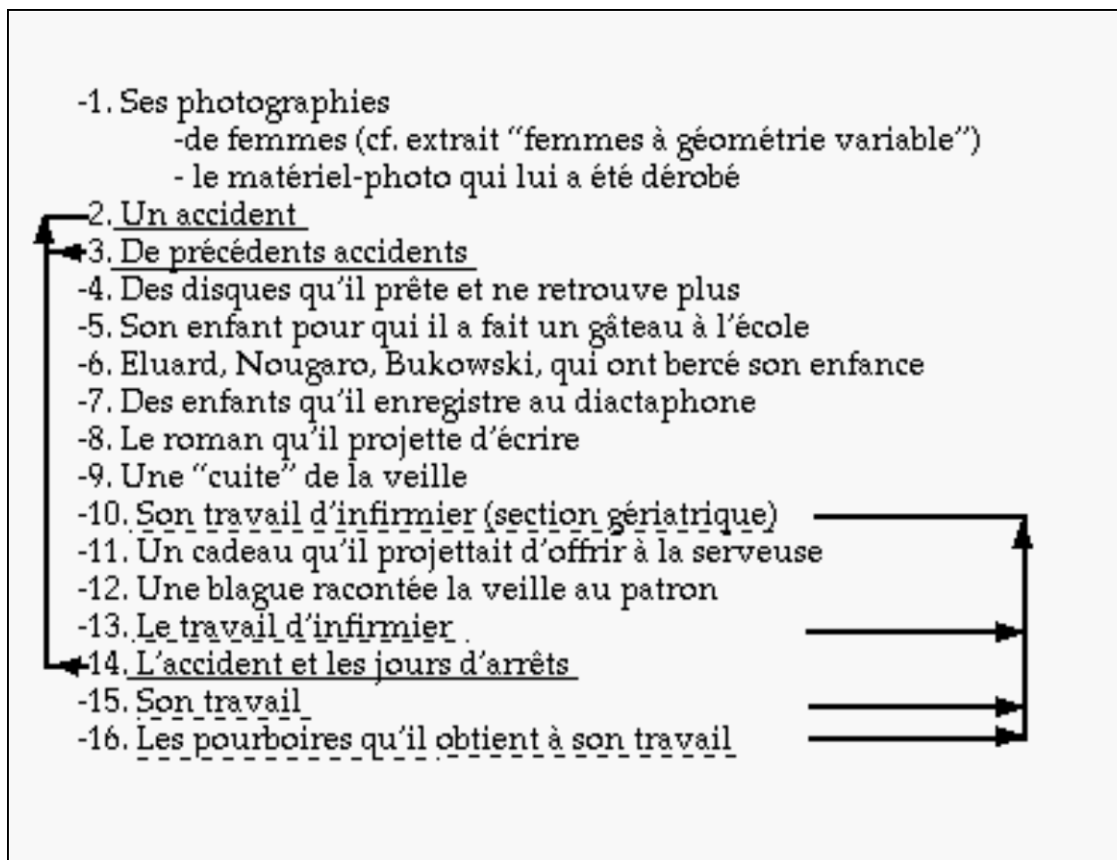 -1. Ses photographies
-de femmes (cf. extrait “femmes à géométrie variable”)
- le matériel-photo qui lui a été dérobé
2. Un accident
3. De précédents accidents
-4. Des disques qu’il prête et ne retrouve plus
-5. Son enfant pour qui il a fait un gâteau à l’école
-6. Eluard, Nougaro, Bukowski, qui ont bercé son enfance
-7. Des enfants qu’il enregistre au diactaphone
-8. Le roman qu’il projette d’écrire
-9. Une “cuite” de la veille
-10. Son travail d’infirmier (section gériatrique)
-11. Un cadeau qu’il projettait d’offrir à la serveuse
-12. Une blague racontée la veille au patron
-13. Le travail d’infirmier
14. L’accident et les jours d’arrêts
-15. Son travail
-16. Les pourboires qu’il obtient à son travail